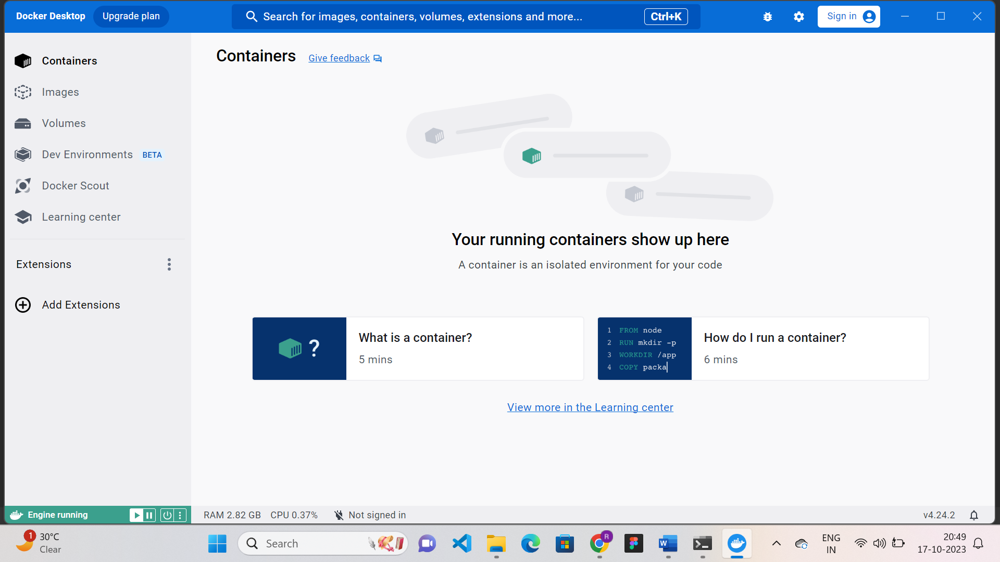 Docker Desktop
Upgrade plan
Search for images, containers, volumes, extensions and more...
Ctrl+K
Sign in
Containers
Images
Volumes
Dev Environments BETA
Docker Scout
Learning center
Extensions
Add Extensions
Containers
Give feedback
Your running containers show up here
A container is an isolated environment for your code
?
What is a container?
5 mins
1 FROM node
2 RUN mkdir -p
3 WORKDIR /app
4 COPY packa
How do I run a container?
6 mins
View more in the Learning center
Engine running
RAM 2.82 GB CPU 0.37%
Not signed in
v4.24.2
1
30°C
Clear
Search
R
W
ENG
IN
20:49
17-10-2023